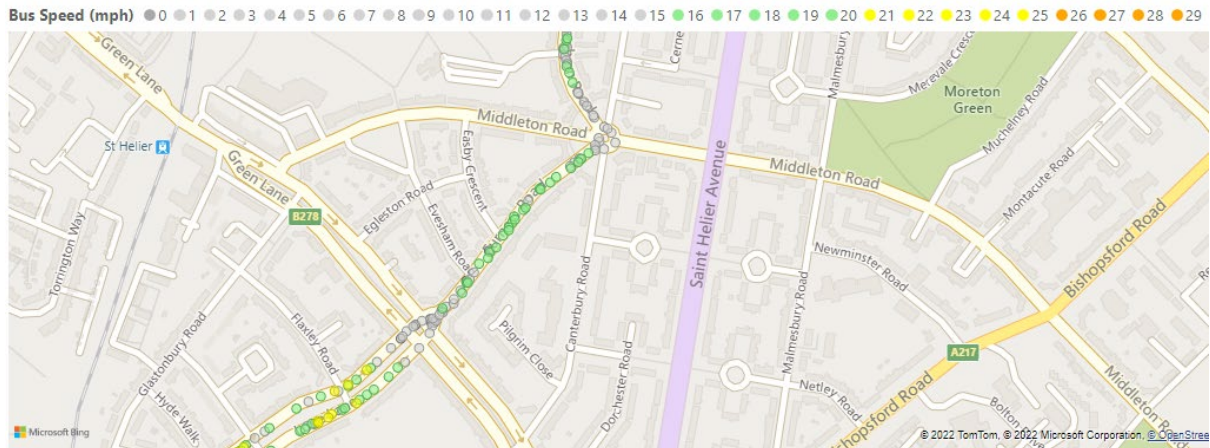 Bus Speed (mph) 0 1 2 3 4 5 6 7 8 9 10 11 12 13 14 15 16 17 18 19 20 21 22 23 24 25 26 27 28 29
Green Lane
Cerne
Malmesbury
Merevale Cresc
Moreton
Green
Middleton Road
St Helier
Easby Crescent
Muchelney Road
Green Lane
Middleton Road
Montacute Road
Torrington Way
B278
Egleston Road
Evesham Road
Saint Helier Avenue
Bishopsford Road
Newminster Road
Canterbury Road
Malmesbury Road
Glastonbury Road
Flaxley Road
Pilgrim Close
Dorchester Road
A217
Hyde Walk
Bishopsford Road
Netley Road
Middleton Road
Bolton
Microsoft Bing
© 2022 TomTom, © 2022 Microsoft Corporation, © OpenStree